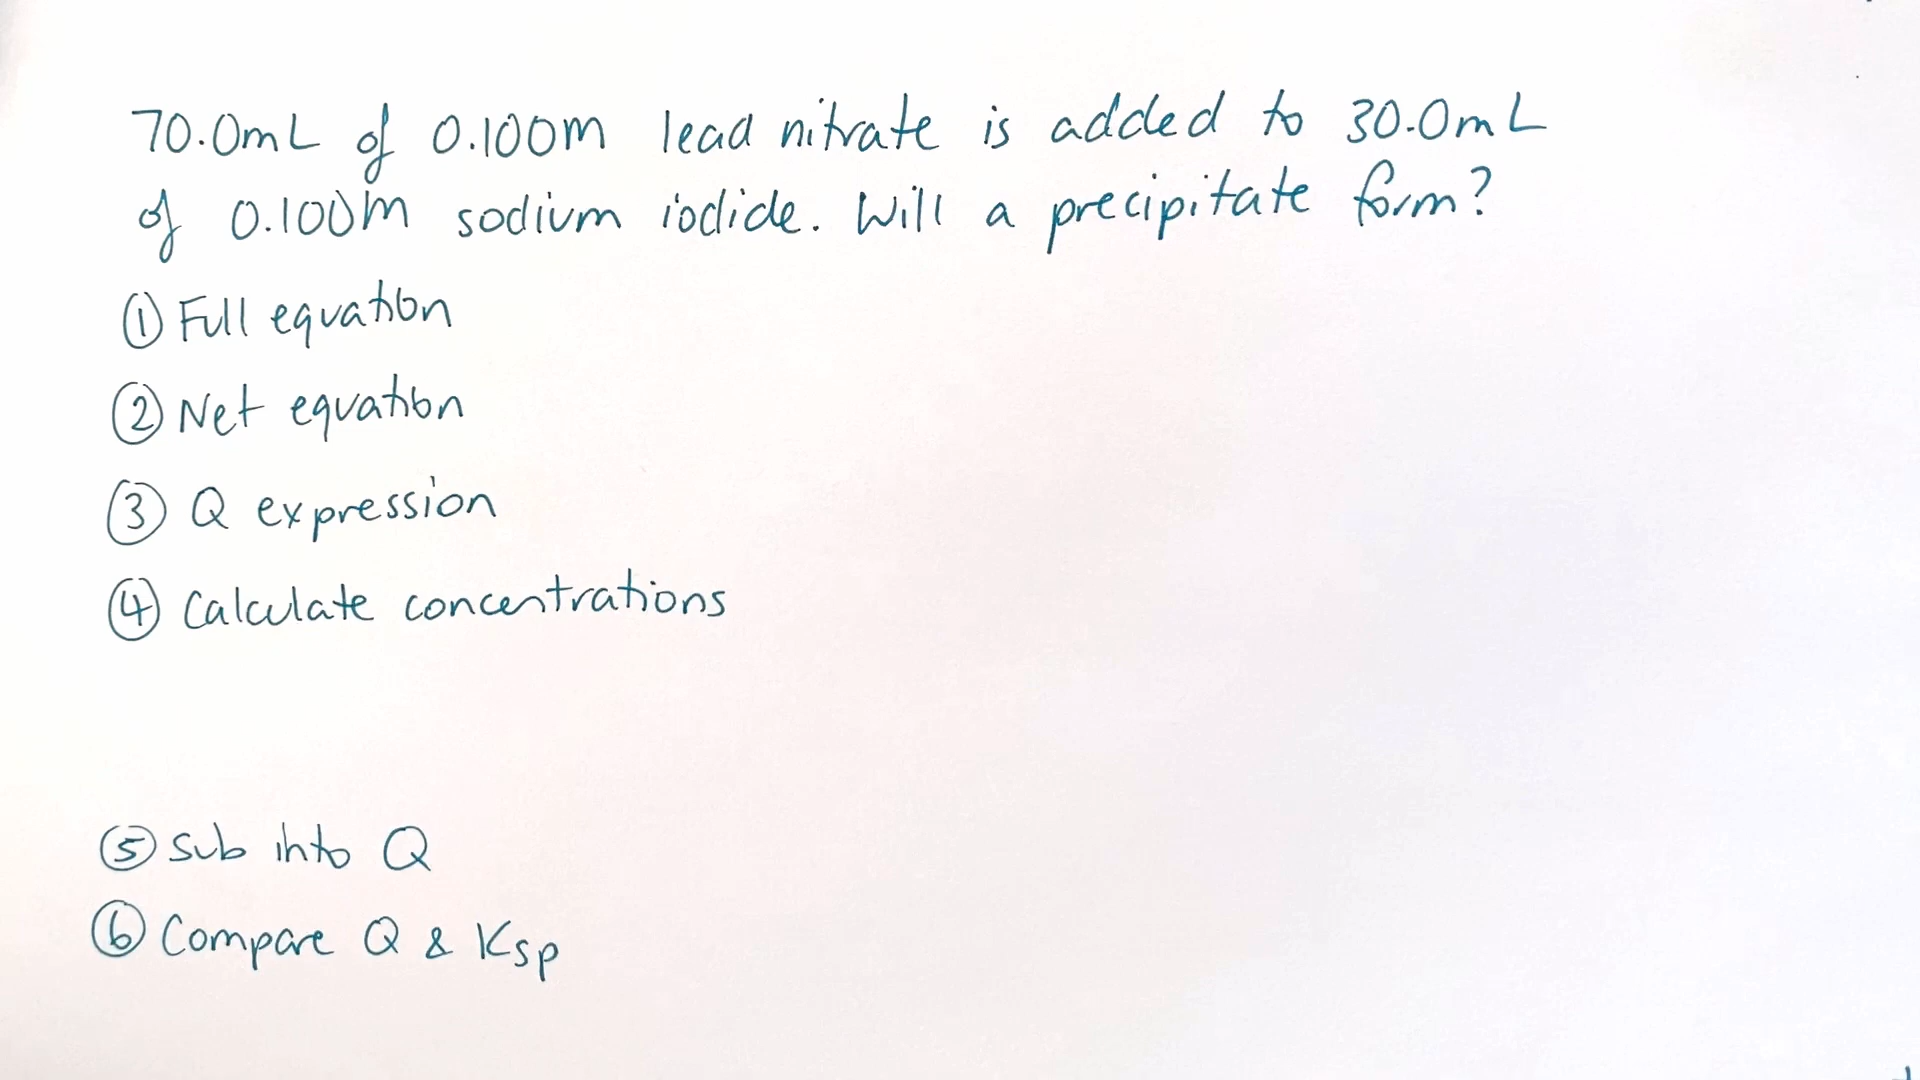 70.0mL of 0.100M lead nitrate is added to 30.0mL
of 0.100M sodium iodide. Will a precipitate form?
① Full equation
② Net equation
③ Q expression
④ Calculate concentrations
⑤ Sub into Q
⑥ Compare Q & Ksp